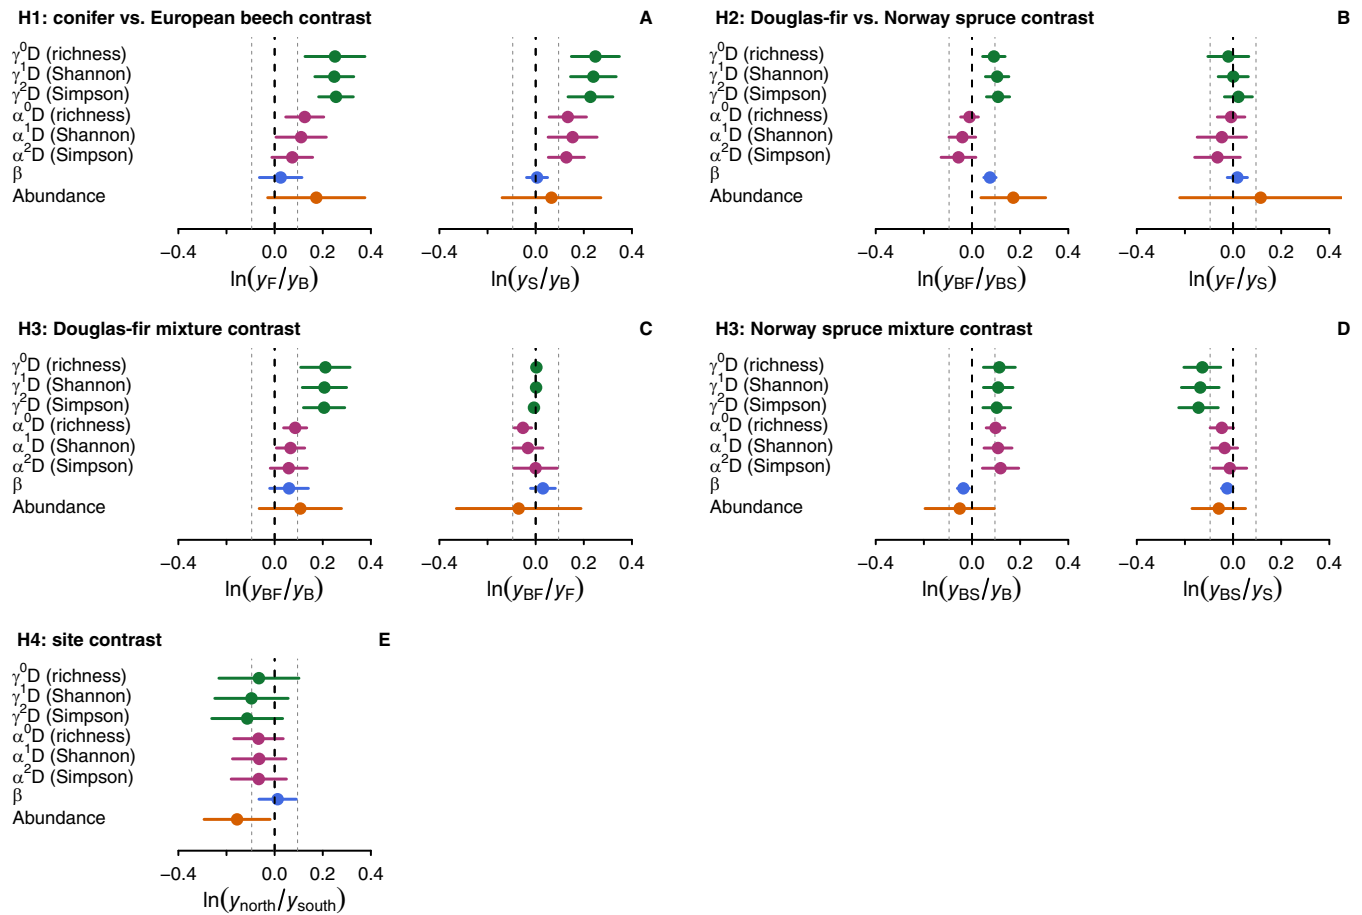 H1: conifer vs. European beech contrast A
γ⁰D (richness)
γ¹D (Shannon)
γ²D (Simpson)
α⁰D (richness)
α¹D (Shannon)
α²D (Simpson)
β
Abundance
−0.4 0.0 0.2 0.4 −0.4 0.0 0.2 0.4
ln(yF/yB) ln(yS/yB)
H2: Douglas-fir vs. Norway spruce contrast B
γ⁰D (richness)
γ¹D (Shannon)
γ²D (Simpson)
α⁰D (richness)
α¹D (Shannon)
α²D (Simpson)
β
Abundance
−0.4 0.0 0.2 0.4 −0.4 0.0 0.2 0.4
ln(yBF/yBS) ln(yF/yS)
H3: Douglas-fir mixture contrast C
γ⁰D (richness)
γ¹D (Shannon)
γ²D (Simpson)
α⁰D (richness)
α¹D (Shannon)
α²D (Simpson)
β
Abundance
−0.4 0.0 0.2 0.4 −0.4 0.0 0.2 0.4
ln(yBF/yB) ln(yBF/yF)
H3: Norway spruce mixture contrast D
γ⁰D (richness)
γ¹D (Shannon)
γ²D (Simpson)
α⁰D (richness)
α¹D (Shannon)
α²D (Simpson)
β
Abundance
−0.4 0.0 0.2 0.4 −0.4 0.0 0.2 0.4
ln(yBS/yB) ln(yBS/yS)
H4: site contrast E
γ⁰D (richness)
γ¹D (Shannon)
γ²D (Simpson)
α⁰D (richness)
α¹D (Shannon)
α²D (Simpson)
β
Abundance
−0.4 0.0 0.2 0.4
ln(ynorth/ysouth)